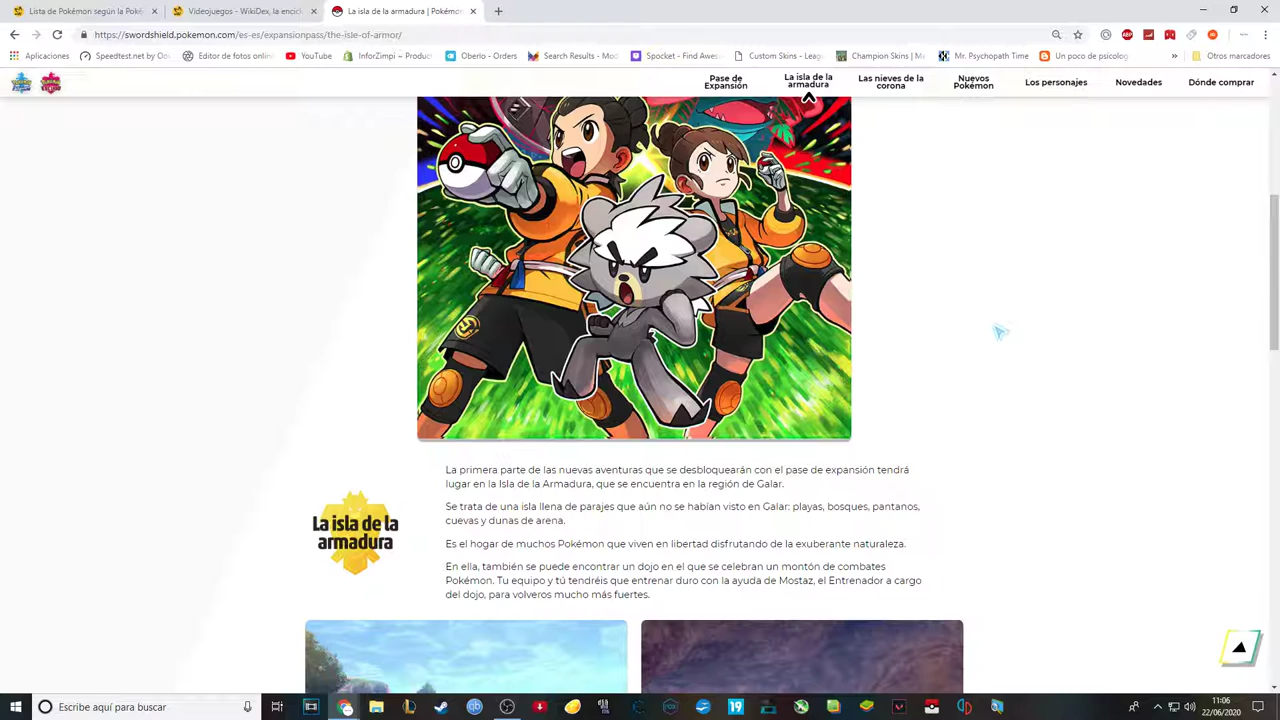 Lista de Pokémon según la Poké
Videojuegos - WikiDex, la encicl
La isla de la armadura | Pokémon
https://swordshield.pokemon.com/es-es/expansionpass/the-isle-of-armor/
Aplicaciones
Speedtest.net by Oo
Editor de fotos onlin
YouTube
InforZimpi ~ Produc
Oberlo - Orders
Search Results - Mod
Spocket - Find Awes
Custom Skins - Leag
Champion Skins | M
Mr. Psychopath Time
Un poco de psicolog
»
Otros marcadores
Pase de
Expansión
La isla de la
armadura
Las nieves de la
corona
Nuevos
Pokémon
Los personajes
Novedades
Dónde comprar
La isla de la
armadura
La primera parte de las nuevas aventuras que se desbloquearán con el pase de expansión tendrá
lugar en la Isla de la Armadura, que se encuentra en la región de Galar.
Se trata de una isla llena de parajes que aún no se habían visto en Galar: playas, bosques, pantanos,
cuevas y dunas de arena.
Es el hogar de muchos Pokémon que viven en libertad disfrutando de la exuberante naturaleza.
En ella, también se puede encontrar un dojo en el que se celebran un montón de combates
Pokémon. Tu equipo y tú tendréis que entrenar duro con la ayuda de Mostaz, el Entrenador a cargo
del dojo, para volveros mucho más fuertes.
Escribe aquí para buscar
11:06
22/06/2020